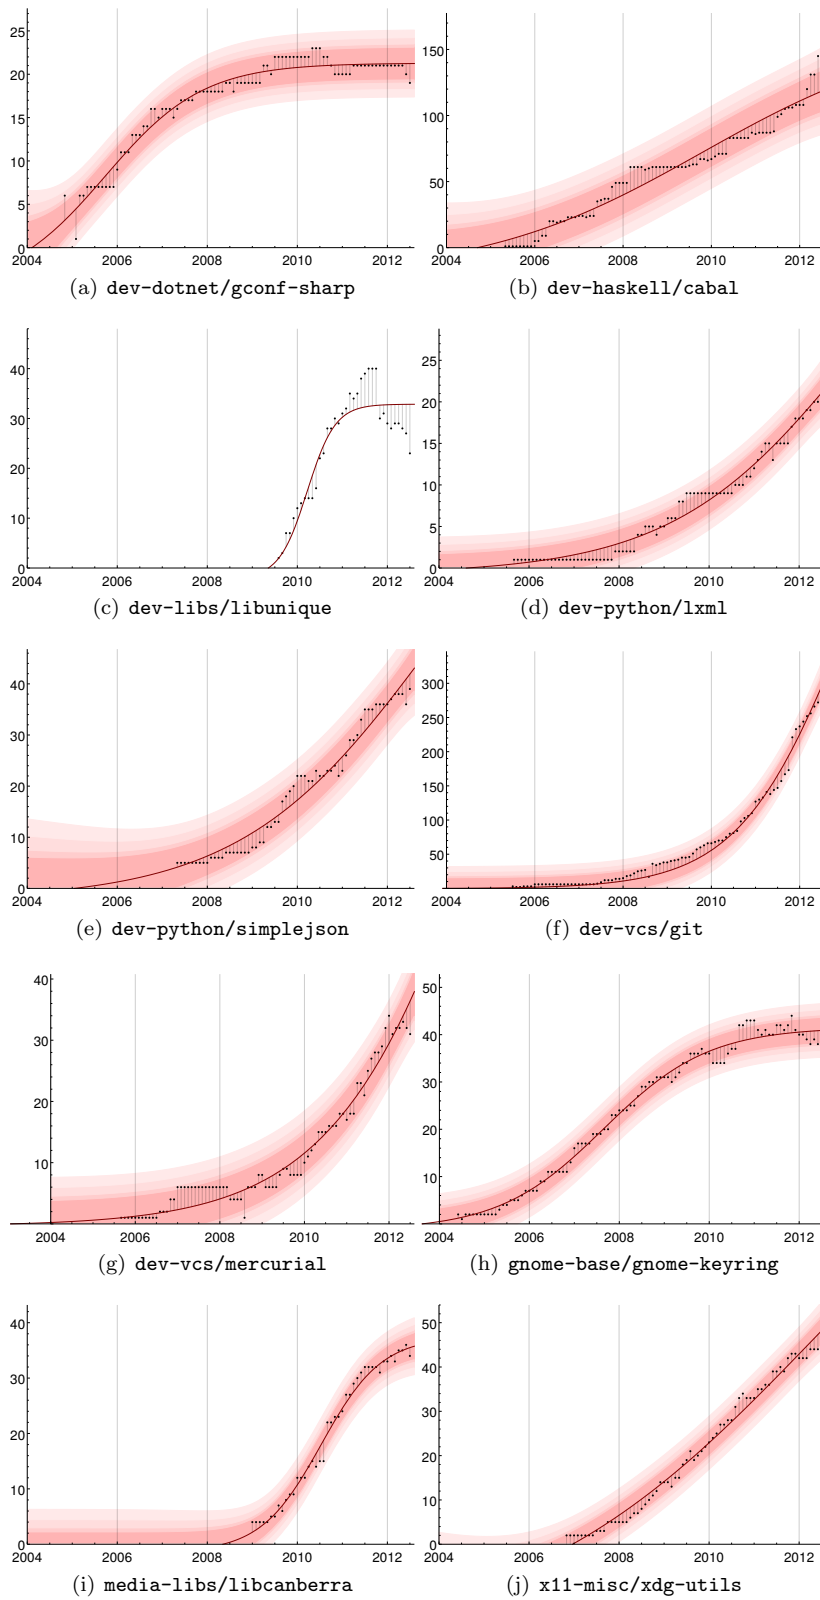 25
20
15
10
5
0
2004 2006 2008 2010 2012
(a) dev-dotnet/gconf-sharp
150
100
50
0
2004 2006 2008 2010 2012
(b) dev-haskell/cabal
40
30
20
10
0
2004 2006 2008 2010 2012
(c) dev-libs/libunique
25
20
15
10
5
0
2004 2006 2008 2010 2012
(d) dev-python/lxml
40
30
20
10
0
2004 2006 2008 2010 2012
(e) dev-python/simplejson
300
250
200
150
100
50
2004 2006 2008 2010 2012
(f) dev-vcs/git
40
30
20
10
2004 2006 2008 2010 2012
(g) dev-vcs/mercurial
50
40
30
20
10
2004 2006 2008 2010 2012
(h) gnome-base/gnome-keyring
40
30
20
10
0
2004 2006 2008 2010 2012
(i) media-libs/libcanberra
50
40
30
20
10
0
2004 2006 2008 2010 2012
(j) x11-misc/xdg-utils